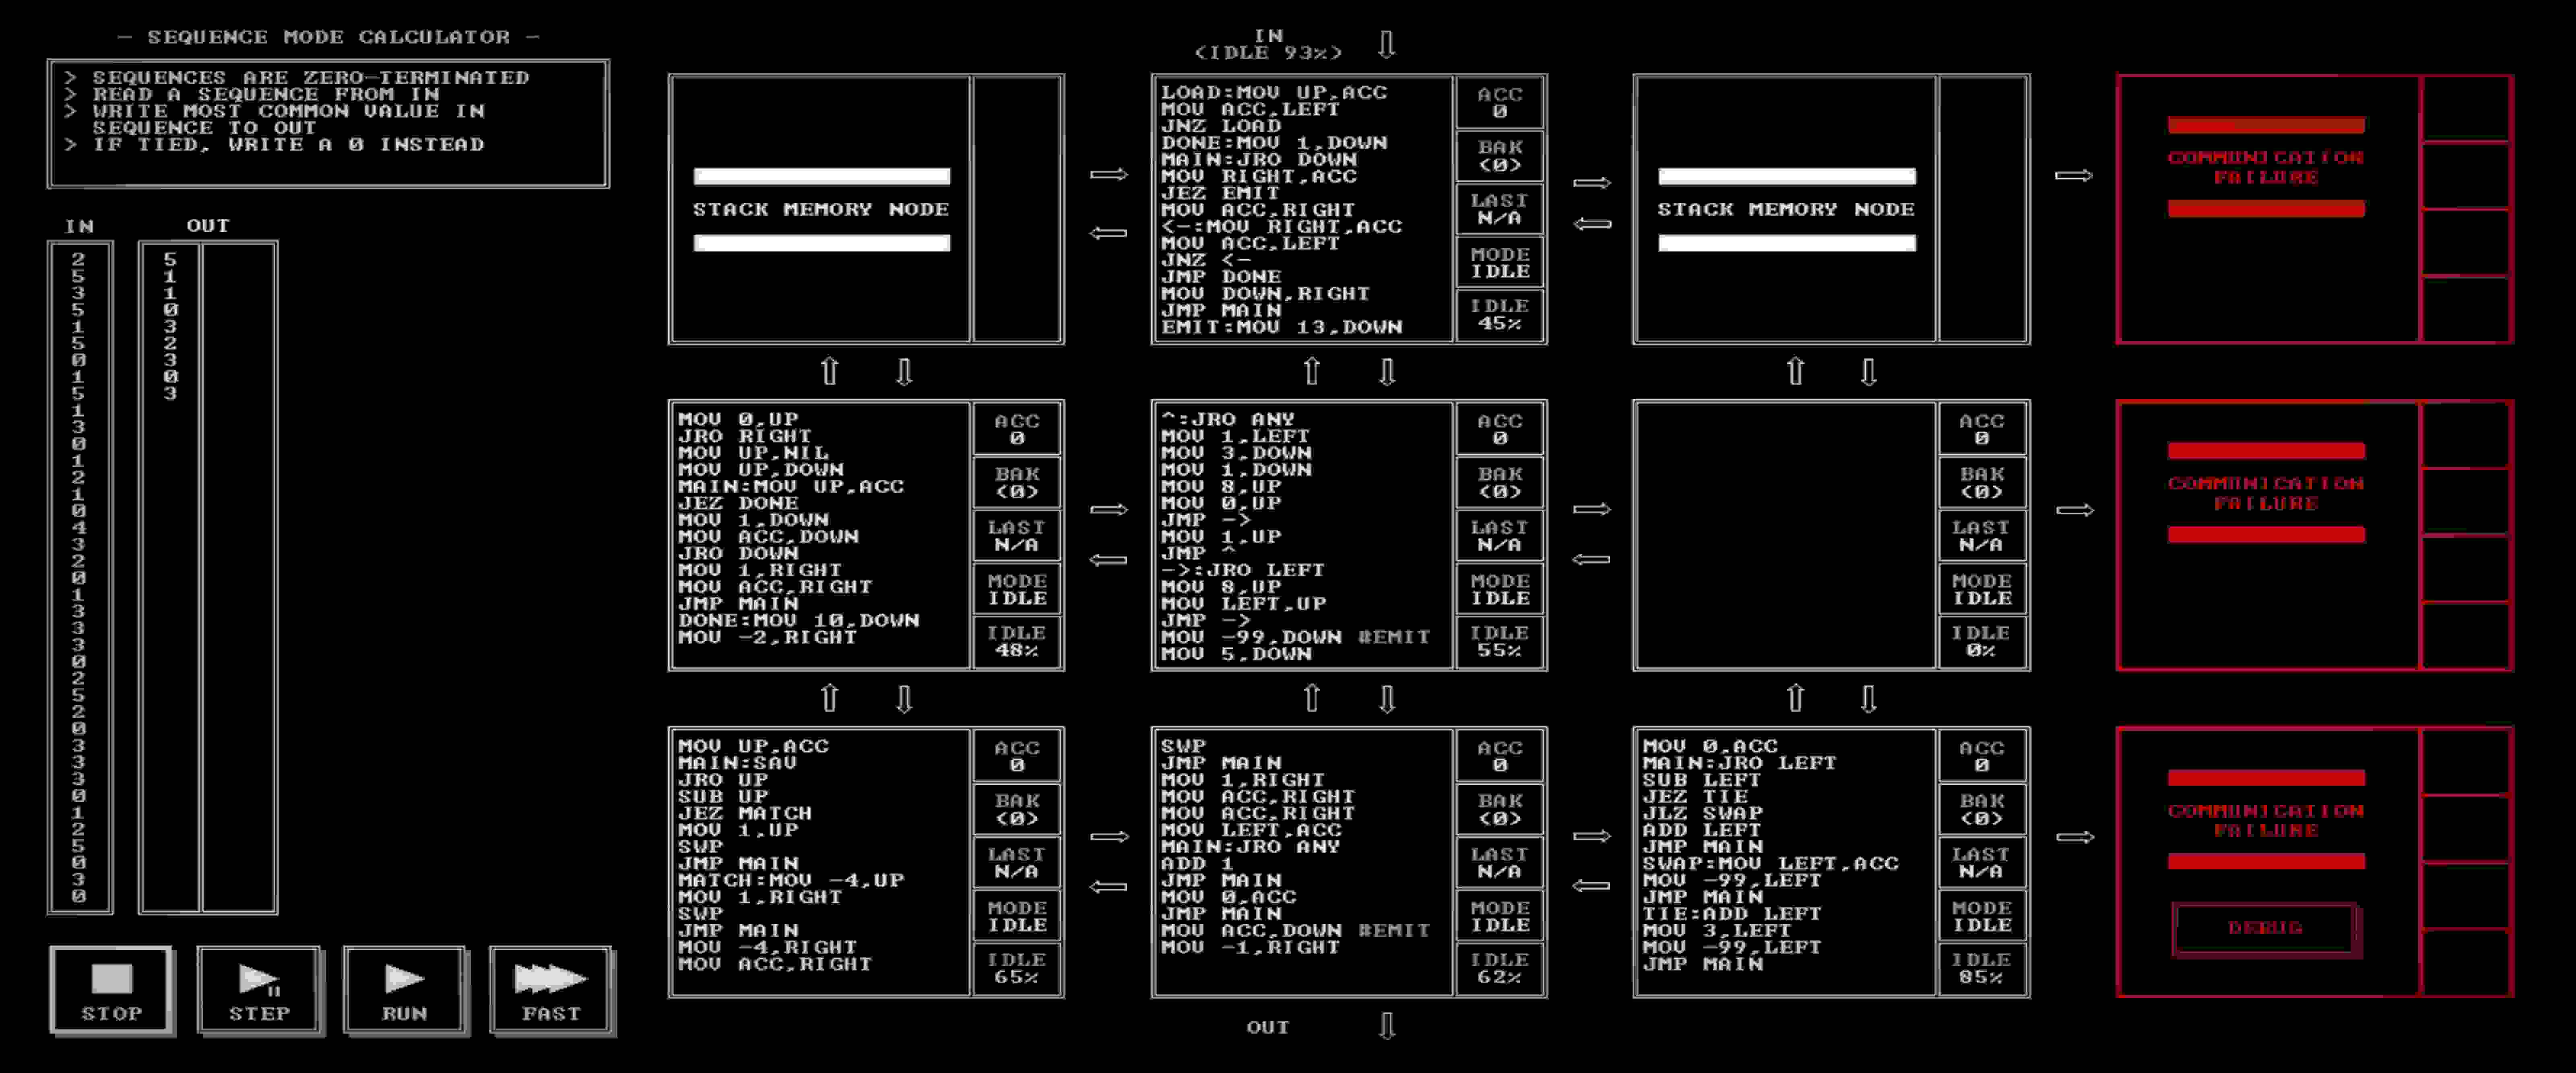 - SEQUENCE MODE CALCULATOR -
> SEQUENCES ARE ZERO-TERMINATED
> READ A SEQUENCE FROM IN
> WRITE MOST COMMON VALUE IN
SEQUENCE TO OUT
> IF TIED, WRITE A 0 INSTEAD
IN
2
5
3
5
1
5
0
1
5
1
3
0
1
2
1
0
4
3
2
0
1
3
3
3
0
2
5
2
0
3
3
3
0
1
2
5
0
3
0
OUT
5
1
1
0
3
2
3
0
3
STOP
STEP
RUN
FAST
STACK MEMORY NODE
IN
(IDLE 93%)
LOAD:MOV UP,ACC
MOV ACC,LEFT
JNZ LOAD
DONE:MOV 1,DOWN
MAIN:JRO DOWN
MOV RIGHT,ACC
JEZ EMIT
MOV ACC,RIGHT
<-:MOV RIGHT,ACC
MOV ACC,LEFT
JNZ <-
JMP DONE
MOV DOWN,RIGHT
JMP MAIN
EMIT:MOV 13,DOWN
ACC
0
BAK
(0)
LAST
N/A
MODE
IDLE
IDLE
45%
STACK MEMORY NODE
COMMUNICATION
FAILURE
MOV 0,UP
JRO RIGHT
MOV UP,NIL
MOV UP,DOWN
MAIN:MOV UP,ACC
JEZ DONE
MOV 1,DOWN
MOV ACC,DOWN
JRO DOWN
MOV 1,RIGHT
MOV ACC,RIGHT
JMP MAIN
DONE:MOV 10,DOWN
MOV -2,RIGHT
ACC
0
BAK
(0)
LAST
N/A
MODE
IDLE
IDLE
48%
^:JRO ANY
MOV 1,LEFT
MOV 3,DOWN
MOV 1,DOWN
MOV 8,UP
MOV 0,UP
JMP ->
MOV 1,UP
JMP ^
->:JRO LEFT
MOV 8,UP
MOV LEFT,UP
JMP ->
MOV -99,DOWN #EMIT
MOV 5,DOWN
ACC
0
BAK
(0)
LAST
N/A
MODE
IDLE
IDLE
55%
ACC
0
BAK
(0)
LAST
N/A
MODE
IDLE
IDLE
0%
COMMUNICATION
FAILURE
MOV UP,ACC
MAIN:SAV
JRO UP
SUB UP
JEZ MATCH
MOV 1,UP
SWP
JMP MAIN
MATCH:MOV -4,UP
MOV 1,RIGHT
SWP
JMP MAIN
MOV -4,RIGHT
MOV ACC,RIGHT
ACC
0
BAK
(0)
LAST
N/A
MODE
IDLE
IDLE
65%
SWP
JMP MAIN
MOV 1,RIGHT
MOV ACC,RIGHT
MOV ACC,RIGHT
MOV LEFT,ACC
MAIN:JRO ANY
ADD 1
JMP MAIN
MOV 0,ACC
JMP MAIN
MOV ACC,DOWN #EMIT
MOV -1,RIGHT
ACC
0
BAK
(0)
LAST
N/A
MODE
IDLE
IDLE
62%
OUT
MOV 0,ACC
MAIN:JRO LEFT
SUB LEFT
JEZ TIE
JLZ SWAP
ADD LEFT
JMP MAIN
SWAP:MOV LEFT,ACC
MOV -99,LEFT
JMP MAIN
TIE:ADD LEFT
MOV 3,LEFT
MOV -99,LEFT
JMP MAIN
ACC
0
BAK
(0)
LAST
N/A
MODE
IDLE
IDLE
85%
COMMUNICATION
FAILURE
DEBUG